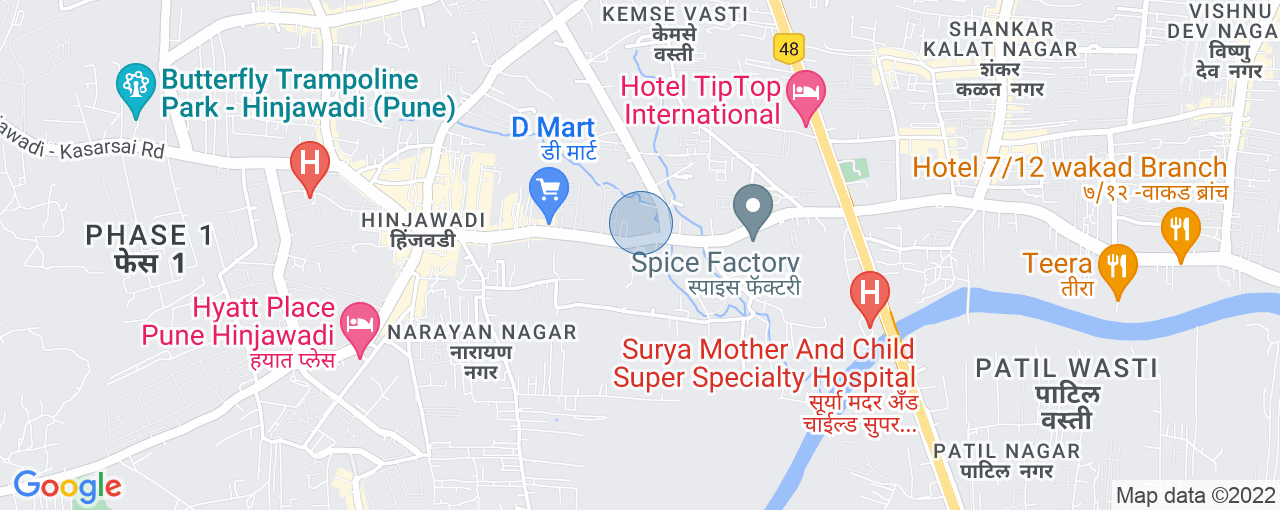 KEMSE VASTI
केमसे
वस्ती
48
SHANKAR
KALAT NAGAR
शंकर
कळत नगर
VISHNU
DEV NAGA
विष्णु
देव नगर
Butterfly Trampoline
Park - Hinjawadi (Pune)
Hotel TipTop
International
D Mart
डी मार्ट
awadi - Kasarsai Rd
H
Hotel 7/12 wakad Branch
७/१२ -वाकड ब्रांच
HINJAWADI
हिंजवडी
PHASE 1
फेस 1
Spice Factory
स्पाइस फॅक्टरी
Teera
तीरा
H
Hyatt Place
Pune Hinjawadi
हयात प्लेस
NARAYAN NAGAR
नारायण
नगर
Surya Mother And Child
Super Specialty Hospital
सूर्या मदर अँड
चाईल्ड सुपर...
PATIL WASTI
पाटिल
वस्ती
PATIL NAGAR
पाटिल नगर
Google
Map data ©2022